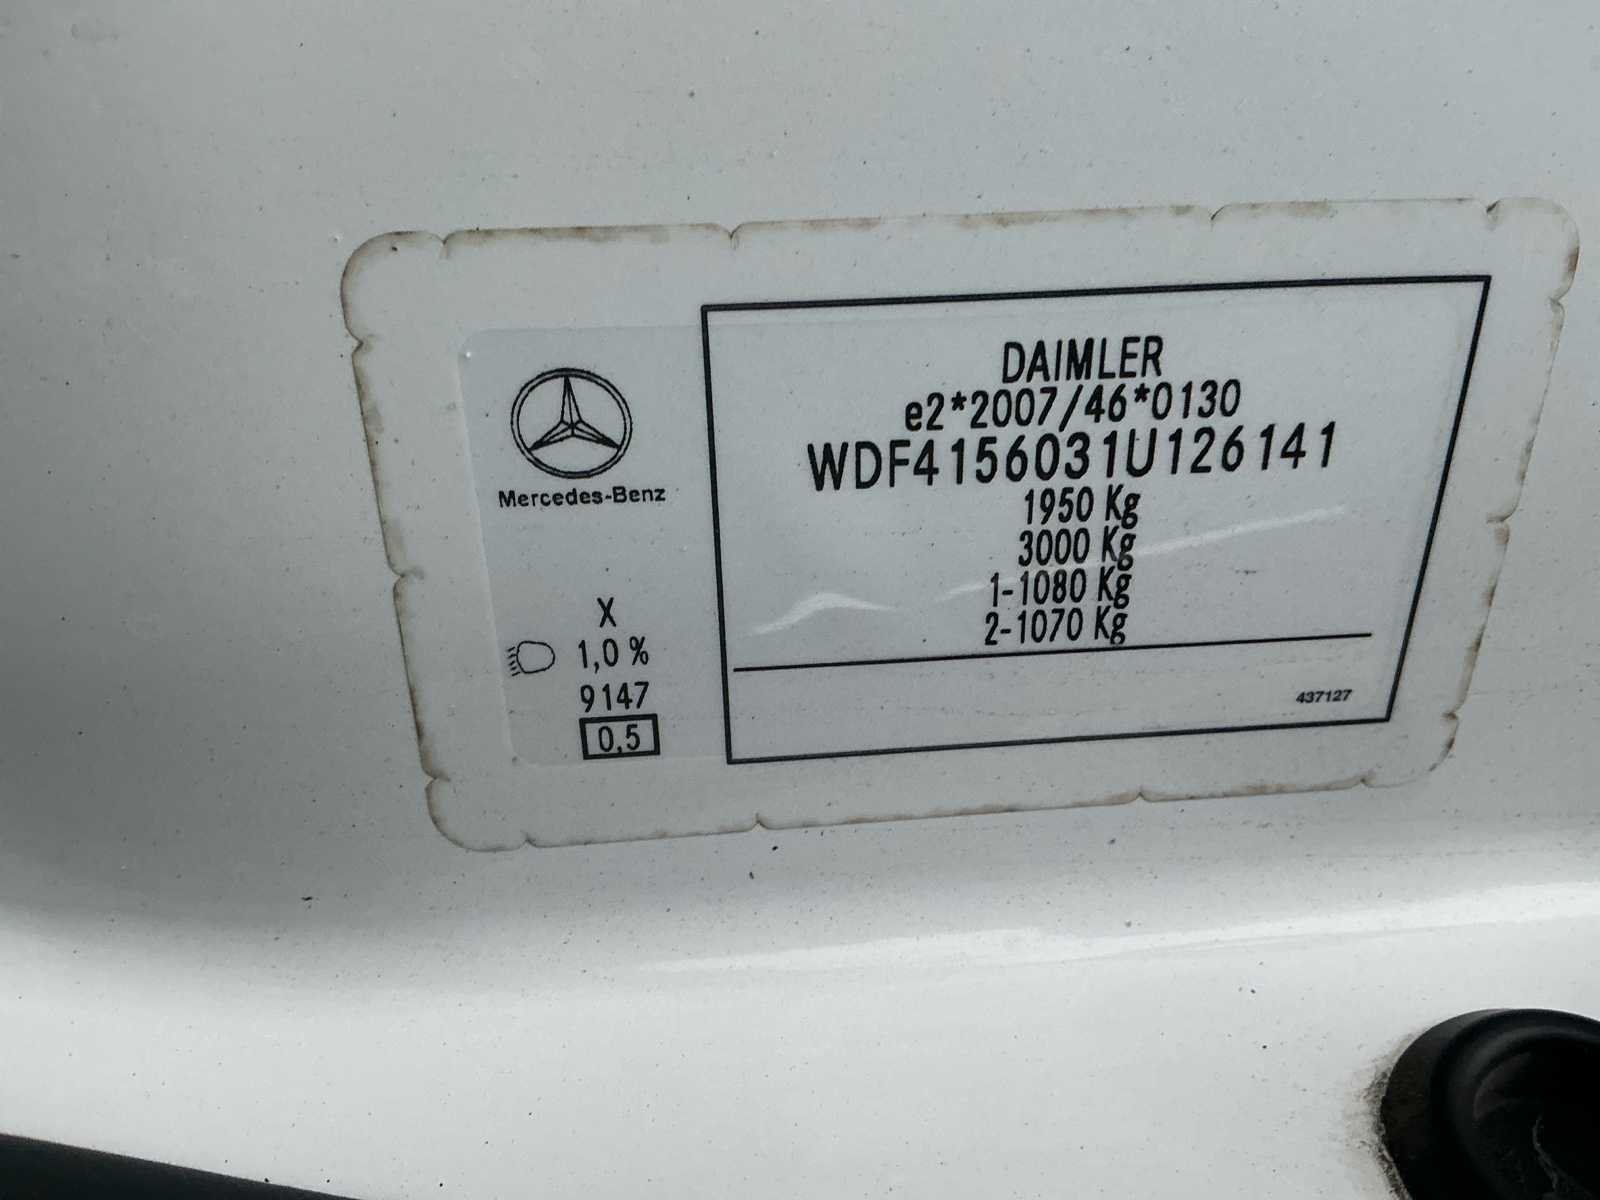 Mercedes-Benz
X
1,0 %
9147
0,5
DAIMLER
e2*2007/46*0130
WDF4156031U126141
1950 Kg
3000 Kg
1-1080 Kg
2-1070 Kg
437127